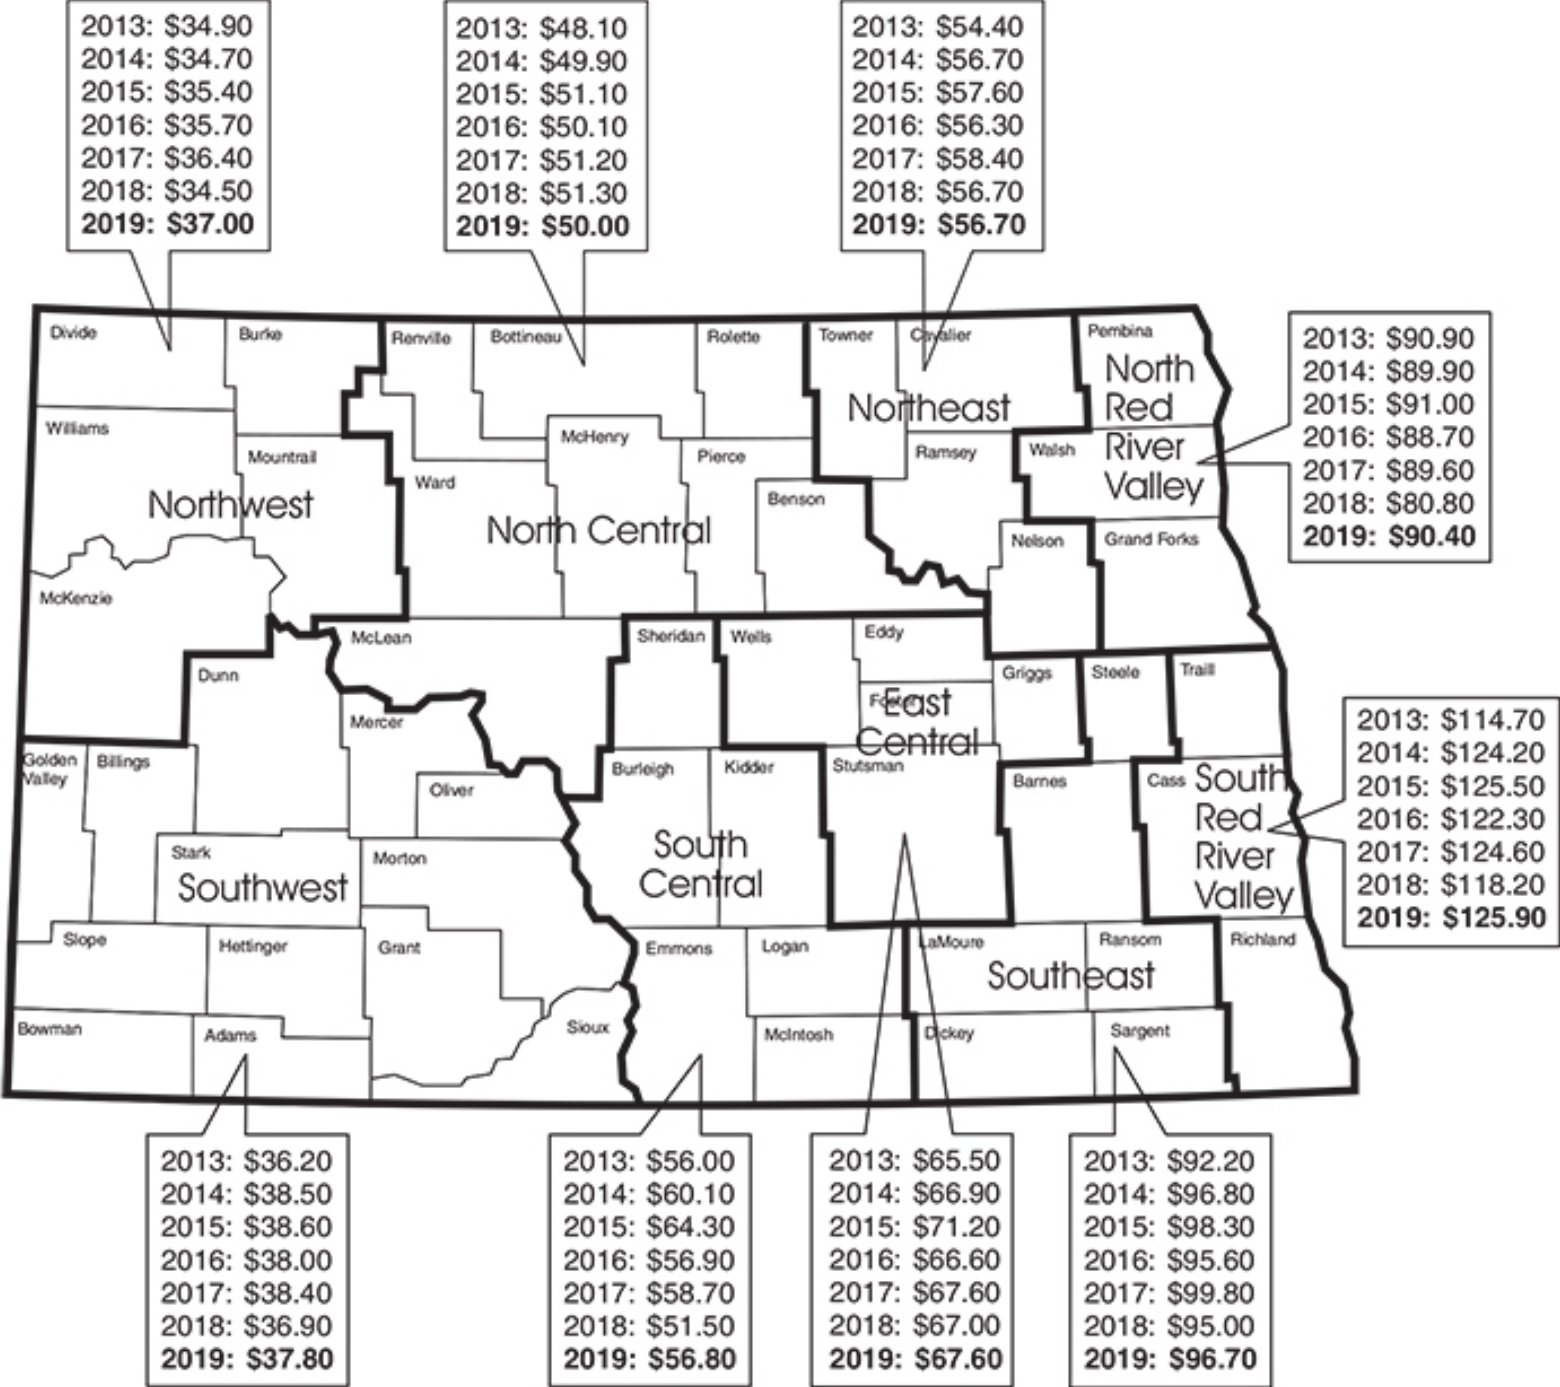 2013: $34.90
2014: $34.70
2015: $35.40
2016: $35.70
2017: $36.40
2018: $34.50
2019: $37.00
2013: $48.10
2014: $49.90
2015: $51.10
2016: $50.10
2017: $51.20
2018: $51.30
2019: $50.00
2013: $54.40
2014: $56.70
2015: $57.60
2016: $56.30
2017: $58.40
2018: $56.70
2019: $56.70
2013: $90.90
2014: $89.90
2015: $91.00
2016: $88.70
2017: $89.60
2018: $80.80
2019: $90.40
Divide
Burke
Renville
Bottineau
Rolette
Towner
Cavalier
Pembina
North
Red
River
Valley
Northeast
Williams
Mountrail
Northwest
McHenry
Pierce
Ramsey
Walsh
Ward
Benson
North Central
Nelson
Grand Forks
McKenzie
McLean
Sheridan
Wells
Eddy
Dunn
Griggs
Steele
Traill
Foster
East
Central
Mercer
Golden
Valley
Billings
Oliver
Burleigh
Kidder
Stutsman
Barnes
Cass
South
Red
River
Valley
2013: $114.70
2014: $124.20
2015: $125.50
2016: $122.30
2017: $124.60
2018: $118.20
2019: $125.90
Stark
Southwest
Morton
South
Central
Slope
Hettinger
Grant
Emmons
Logan
LaMoure
Ransom
Richland
Southeast
Bowman
Adams
Sioux
McIntosh
Dickey
Sargent
2013: $36.20
2014: $38.50
2015: $38.60
2016: $38.00
2017: $38.40
2018: $36.90
2019: $37.80
2013: $56.00
2014: $60.10
2015: $64.30
2016: $56.90
2017: $58.70
2018: $51.50
2019: $56.80
2013: $65.50
2014: $66.90
2015: $71.20
2016: $66.60
2017: $67.60
2018: $67.00
2019: $67.60
2013: $92.20
2014: $96.80
2015: $98.30
2016: $95.60
2017: $99.80
2018: $95.00
2019: $96.70